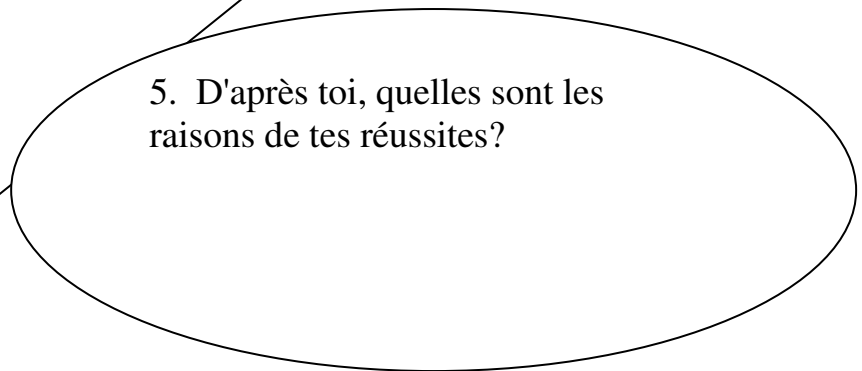 5. D'après toi, quelles sont les
raisons de tes réussites?